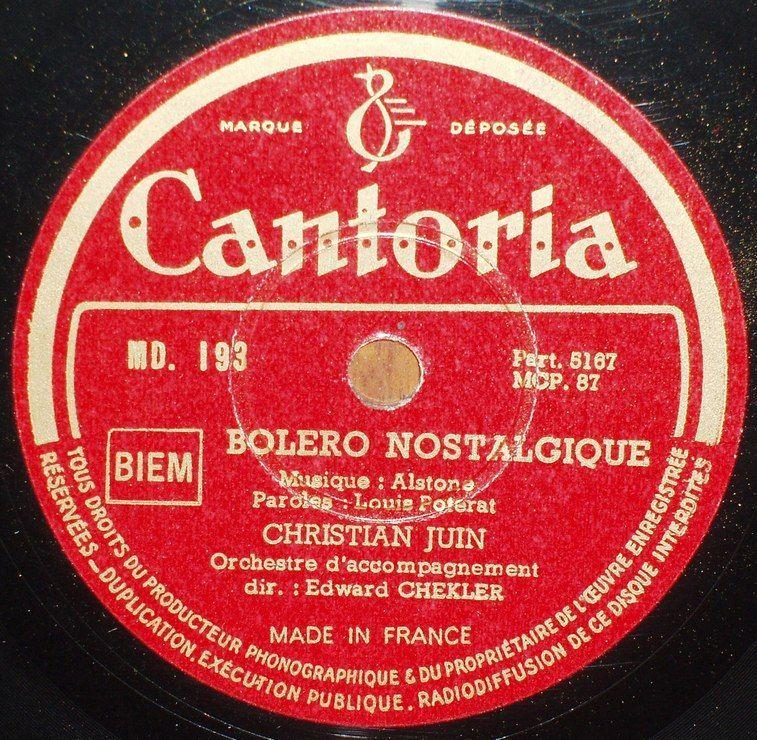 MARQUE DÉPOSÉE
Cantoria
MD. 193
Part. 5167
MCP. 87
BIEM
BOLERO NOSTALGIQUE
Musique : Alstone
Paroles : Louis Poterat
CHRISTIAN JUIN
Orchestre d'accompagnement
dir. : Edward CHEKLER
MADE IN FRANCE
TOUS DROITS DU PRODUCTEUR PHONOGRAPHIQUE & DU PROPRIÉTAIRE DE L'ŒUVRE ENREGISTRÉE
RÉSERVÉES _ DUPLICATION, EXÉCUTION PUBLIQUE. RADIODIFFUSION DE CE DISQUE INTERDITES